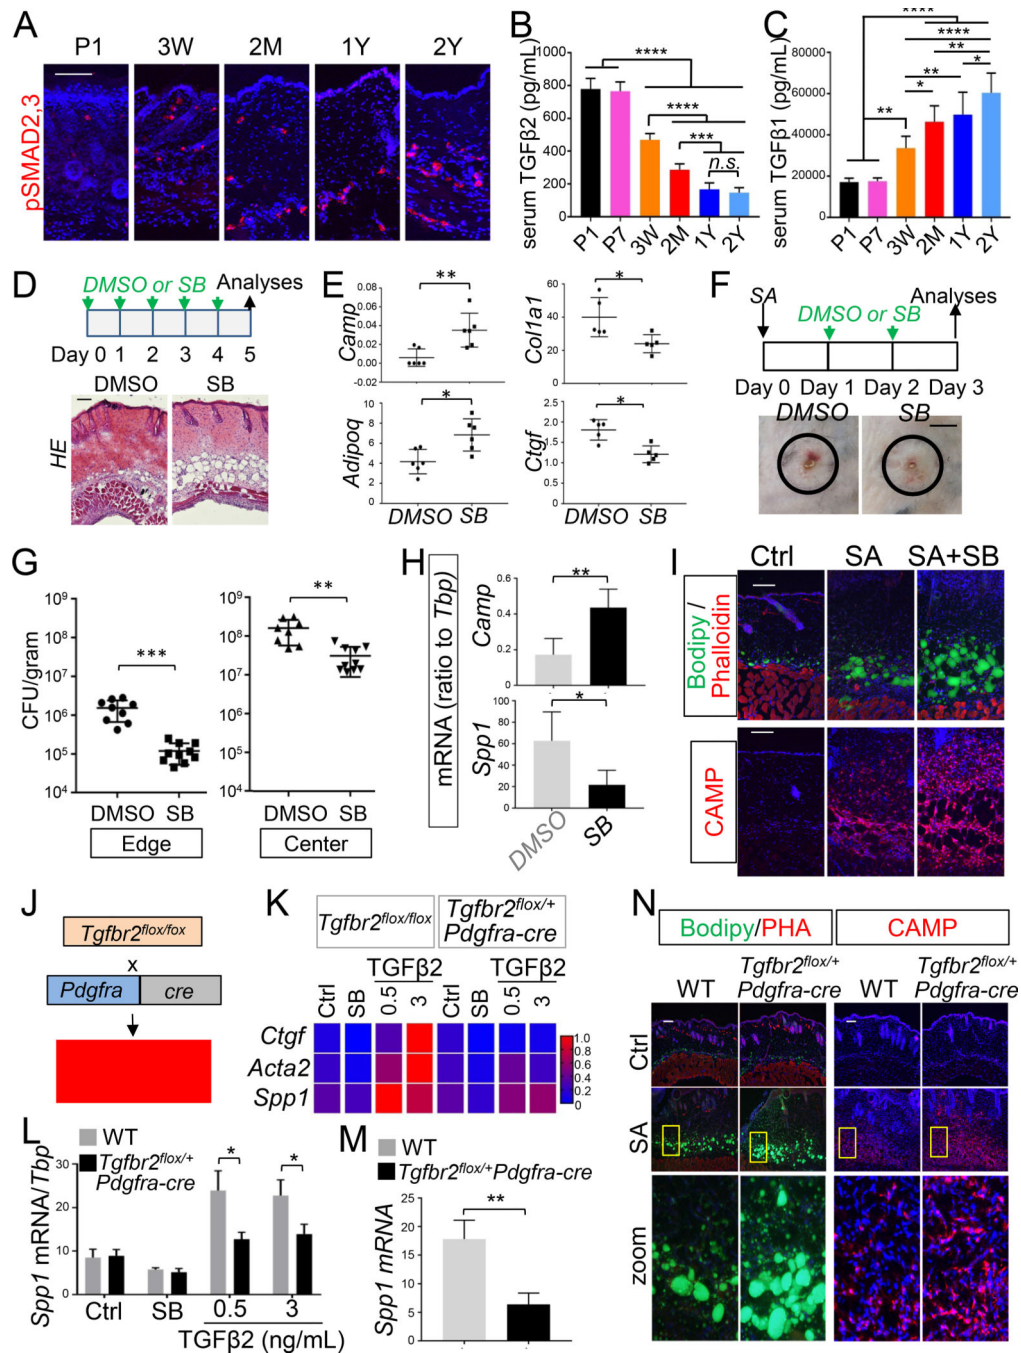 A
P1 3W 2M 1Y 2Y
pSMAD2,3
B
serum TGFβ2 (pg/mL)
1000
800
600
400
200
0
****
****
***
n.s.
P1 P7 3W 2M 1Y 2Y
C
serum TGFβ1 (pg/mL)
80000
60000
40000
20000
0
****
****
**
*
**
*
**
P1 P7 3W 2M 1Y 2Y
D
DMSO or SB Analyses
Day 0 1 2 3 4 5
DMSO SB
HE
E
Camp
0.08
0.06
0.04
0.02
0.00
-0.02
**
Col1a1
60
40
20
0
*
Adipoq
10
8
6
4
2
0
*
Ctgf
2.5
2.0
1.5
1.0
0.5
0.0
*
DMSO SB DMSO SB
F
SA DMSO or SB Analyses
Day 0 Day 1 Day 2 Day 3
DMSO SB
G
CFU/gram
10⁹
10⁸
10⁷
10⁶
10⁵
10⁴
***
DMSO SB
Edge
10⁹
10⁸
10⁷
10⁶
10⁵
10⁴
**
DMSO SB
Center
H
mRNA (ratio to Tbp)
Camp
0.6
0.4
0.2
0
**
Spp1
100
80
60
40
20
0
*
DMSO SB
I
Ctrl SA SA+SB
Bodipy/
Phalloidin
CAMP
J
Tgfbr2flox/fox
x
Pdgfra cre
K
Tgfbr2flox/flox
Tgfbr2flox/+
Pdgfra-cre
TGFβ2 TGFβ2
Ctrl SB 0.5 3 Ctrl SB 0.5 3
Ctgf
Acta2
Spp1
1.0
0.8
0.6
0.4
0.2
0
L
WT
Tgfbr2flox/+
Pdgfra-cre
Spp1 mRNA/Tbp
30
20
10
0
*
*
Ctrl SB 0.5 3
TGFβ2 (ng/mL)
M
WT
Tgfbr2flox/+Pdgfra-cre
Spp1 mRNA
25
20
15
10
5
0
**
N
Bodipy/PHA CAMP
WT Tgfbr2flox/+ Pdgfra-cre WT Tgfbr2flox/+ Pdgfra-cre
Ctrl
SA
zoom